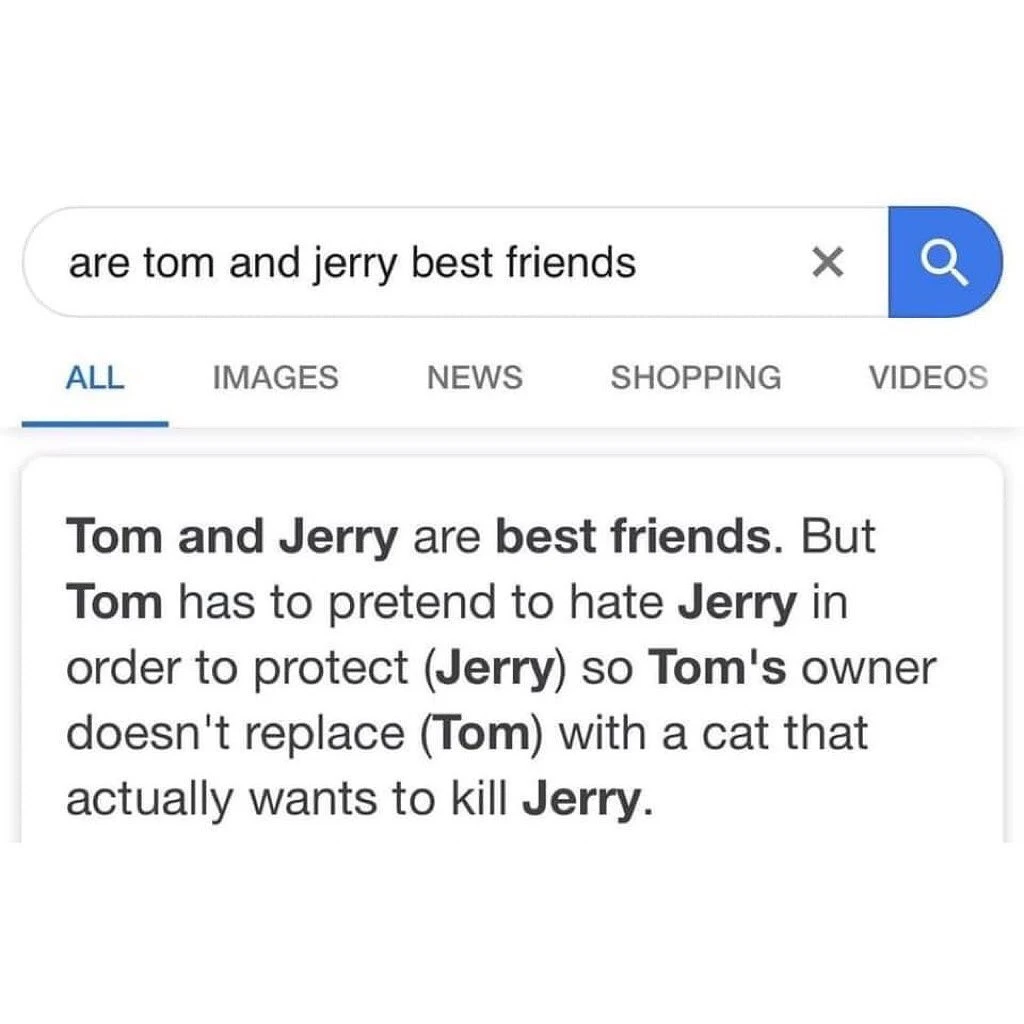 are tom and jerry best friends
ALL IMAGES NEWS SHOPPING VIDEOS
Tom and Jerry are best friends. But
Tom has to pretend to hate Jerry in
order to protect (Jerry) so Tom's owner
doesn't replace (Tom) with a cat that
actually wants to kill Jerry.